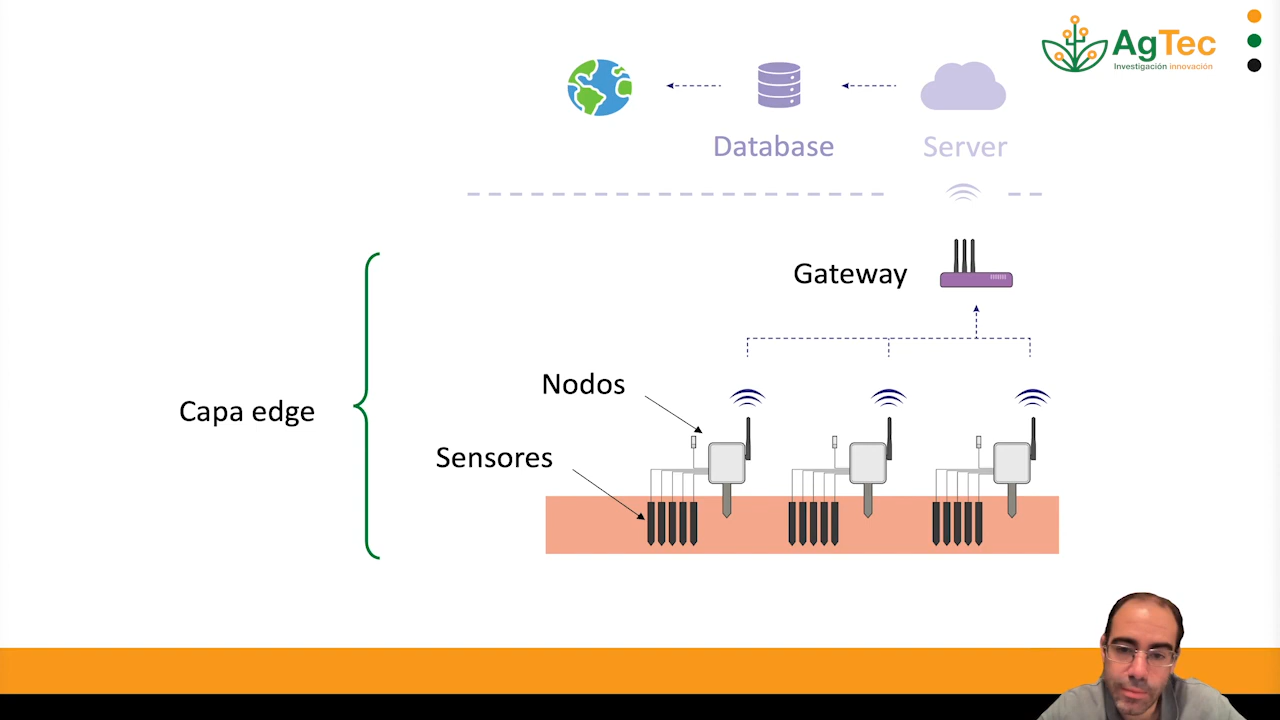 AgTec
Investigación innovación
Database
Server
Gateway
Nodos
Capa edge
Sensores